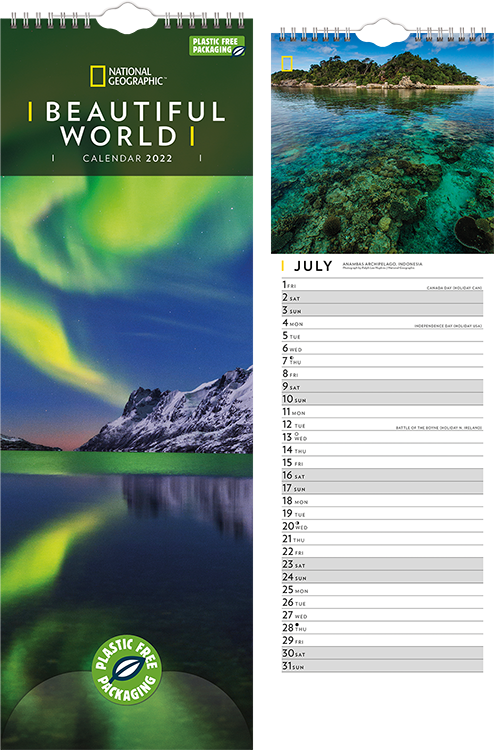 PLASTIC FREE
PACKAGING
NATIONAL
GEOGRAPHIC™
BEAUTIFUL
WORLD
CALENDAR 2022
PLASTIC FREE
PACKAGING
JULY
ANAMBAS ARCHIPELAGO, INDONESIA
1 FRI CANADA DAY (HOLIDAY CAN)
2 SAT
3 SUN
4 MON INDEPENDENCE DAY (HOLIDAY USA)
5 TUE
6 WED
7 THU
8 FRI
9 SAT
10 SUN
11 MON
12 TUE BATTLE OF THE BOYNE (HOLIDAY N. IRELAND)
13 WED
14 THU
15 FRI
16 SAT
17 SUN
18 MON
19 TUE
20 WED
21 THU
22 FRI
23 SAT
24 SUN
25 MON
26 TUE
27 WED
28 THU
29 FRI
30 SAT
31 SUN